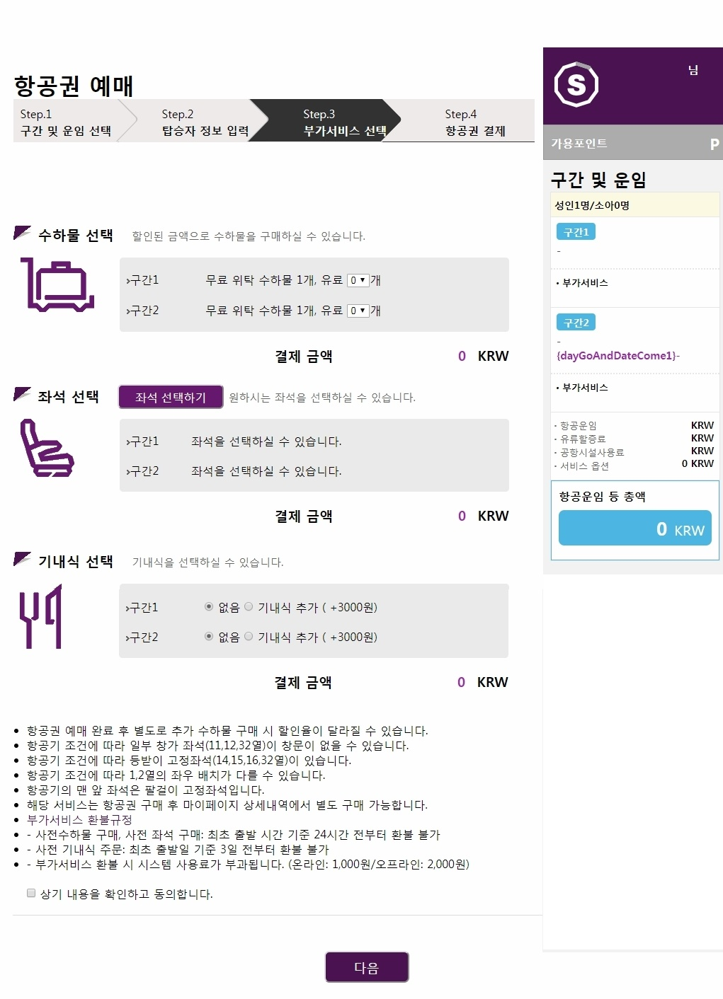 항공권 예매
Step.1
구간 및 운임 선택
Step.2
탑승자 정보 입력
Step.3
부가서비스 선택
Step.4
항공권 결제
수하물 선택 할인된 금액으로 수하물을 구매하실 수 있습니다.
›구간1 무료 위탁 수하물 1개, 유료 0 ▼ 개
›구간2 무료 위탁 수하물 1개, 유료 0 ▼ 개
결제 금액 0 KRW
좌석 선택 좌석 선택하기 원하시는 좌석을 선택하실 수 있습니다.
›구간1 좌석을 선택하실 수 있습니다.
›구간2 좌석을 선택하실 수 있습니다.
결제 금액 0 KRW
기내식 선택 기내식을 선택하실 수 있습니다.
›구간1 없음 기내식 추가 ( +3000원)
›구간2 없음 기내식 추가 ( +3000원)
결제 금액 0 KRW
• 항공권 예매 완료 후 별도로 추가 수하물 구매 시 할인율이 달라질 수 있습니다.
• 항공기 조건에 따라 일부 창가 좌석(11,12,32열)이 창문이 없을 수 있습니다.
• 항공기 조건에 따라 등받이 고정좌석(14,15,16,32열)이 있습니다.
• 항공기 조건에 따라 1,2열의 좌우 배치가 다를 수 있습니다.
• 항공기의 맨 앞 좌석은 팔걸이 고정좌석입니다.
• 해당 서비스는 항공권 구매 후 마이페이지 상세내역에서 별도 구매 가능합니다.
• 부가서비스 환불규정
• - 사전수하물 구매, 사전 좌석 구매: 최초 출발 시간 기준 24시간 전부터 환불 불가
• - 사전 기내식 주문: 최초 출발일 기준 3일 전부터 환불 불가
• - 부가서비스 환불 시 시스템 사용료가 부과됩니다. (온라인: 1,000원/오프라인: 2,000원)
상기 내용을 확인하고 동의합니다.
다음
S
님
가용포인트 P
구간 및 운임
성인1명/소아0명
구간1
-
• 부가서비스
구간2
-
{dayGoAndDateCome1}-
• 부가서비스
· 항공운임 KRW
· 유류할증료 KRW
· 공항시설사용료 KRW
· 서비스 옵션 0 KRW
항공운임 등 총액
0 KRW